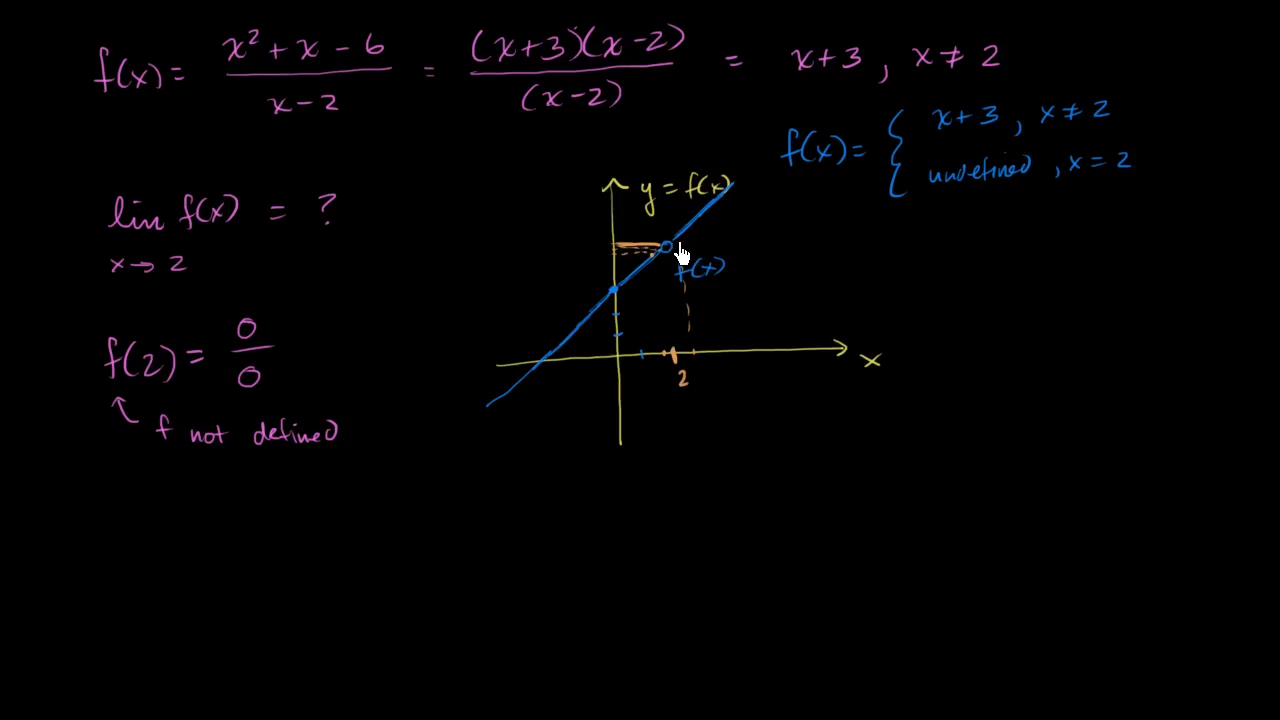 f(x) = x² + x - 6 / x - 2 = (x+3)(x-2) / (x-2) = x+3, x ≠ 2
f(x) = { x+3, x ≠ 2
undefined, x = 2
lim f(x) = ?
x → 2
y = f(x)
f(x)
f(2) = 0/0
x
2
f not defined